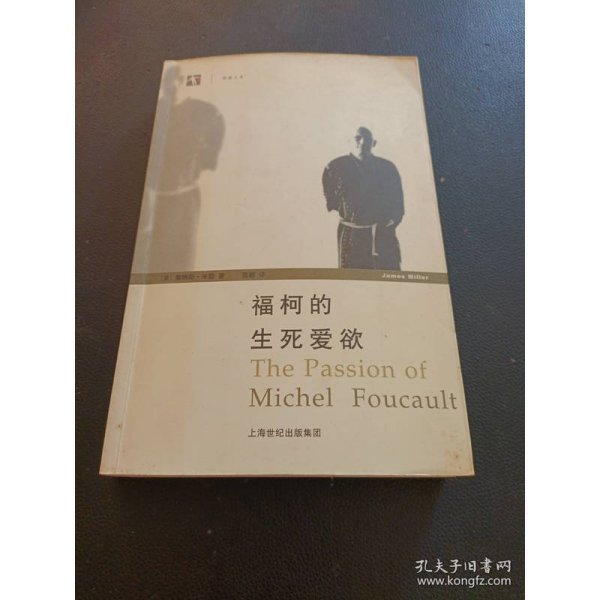 James Miller
福柯的
生死爱欲
The Passion of
Michel Foucault
上海世纪出版集团
孔夫子旧书网
www.kongfz.com